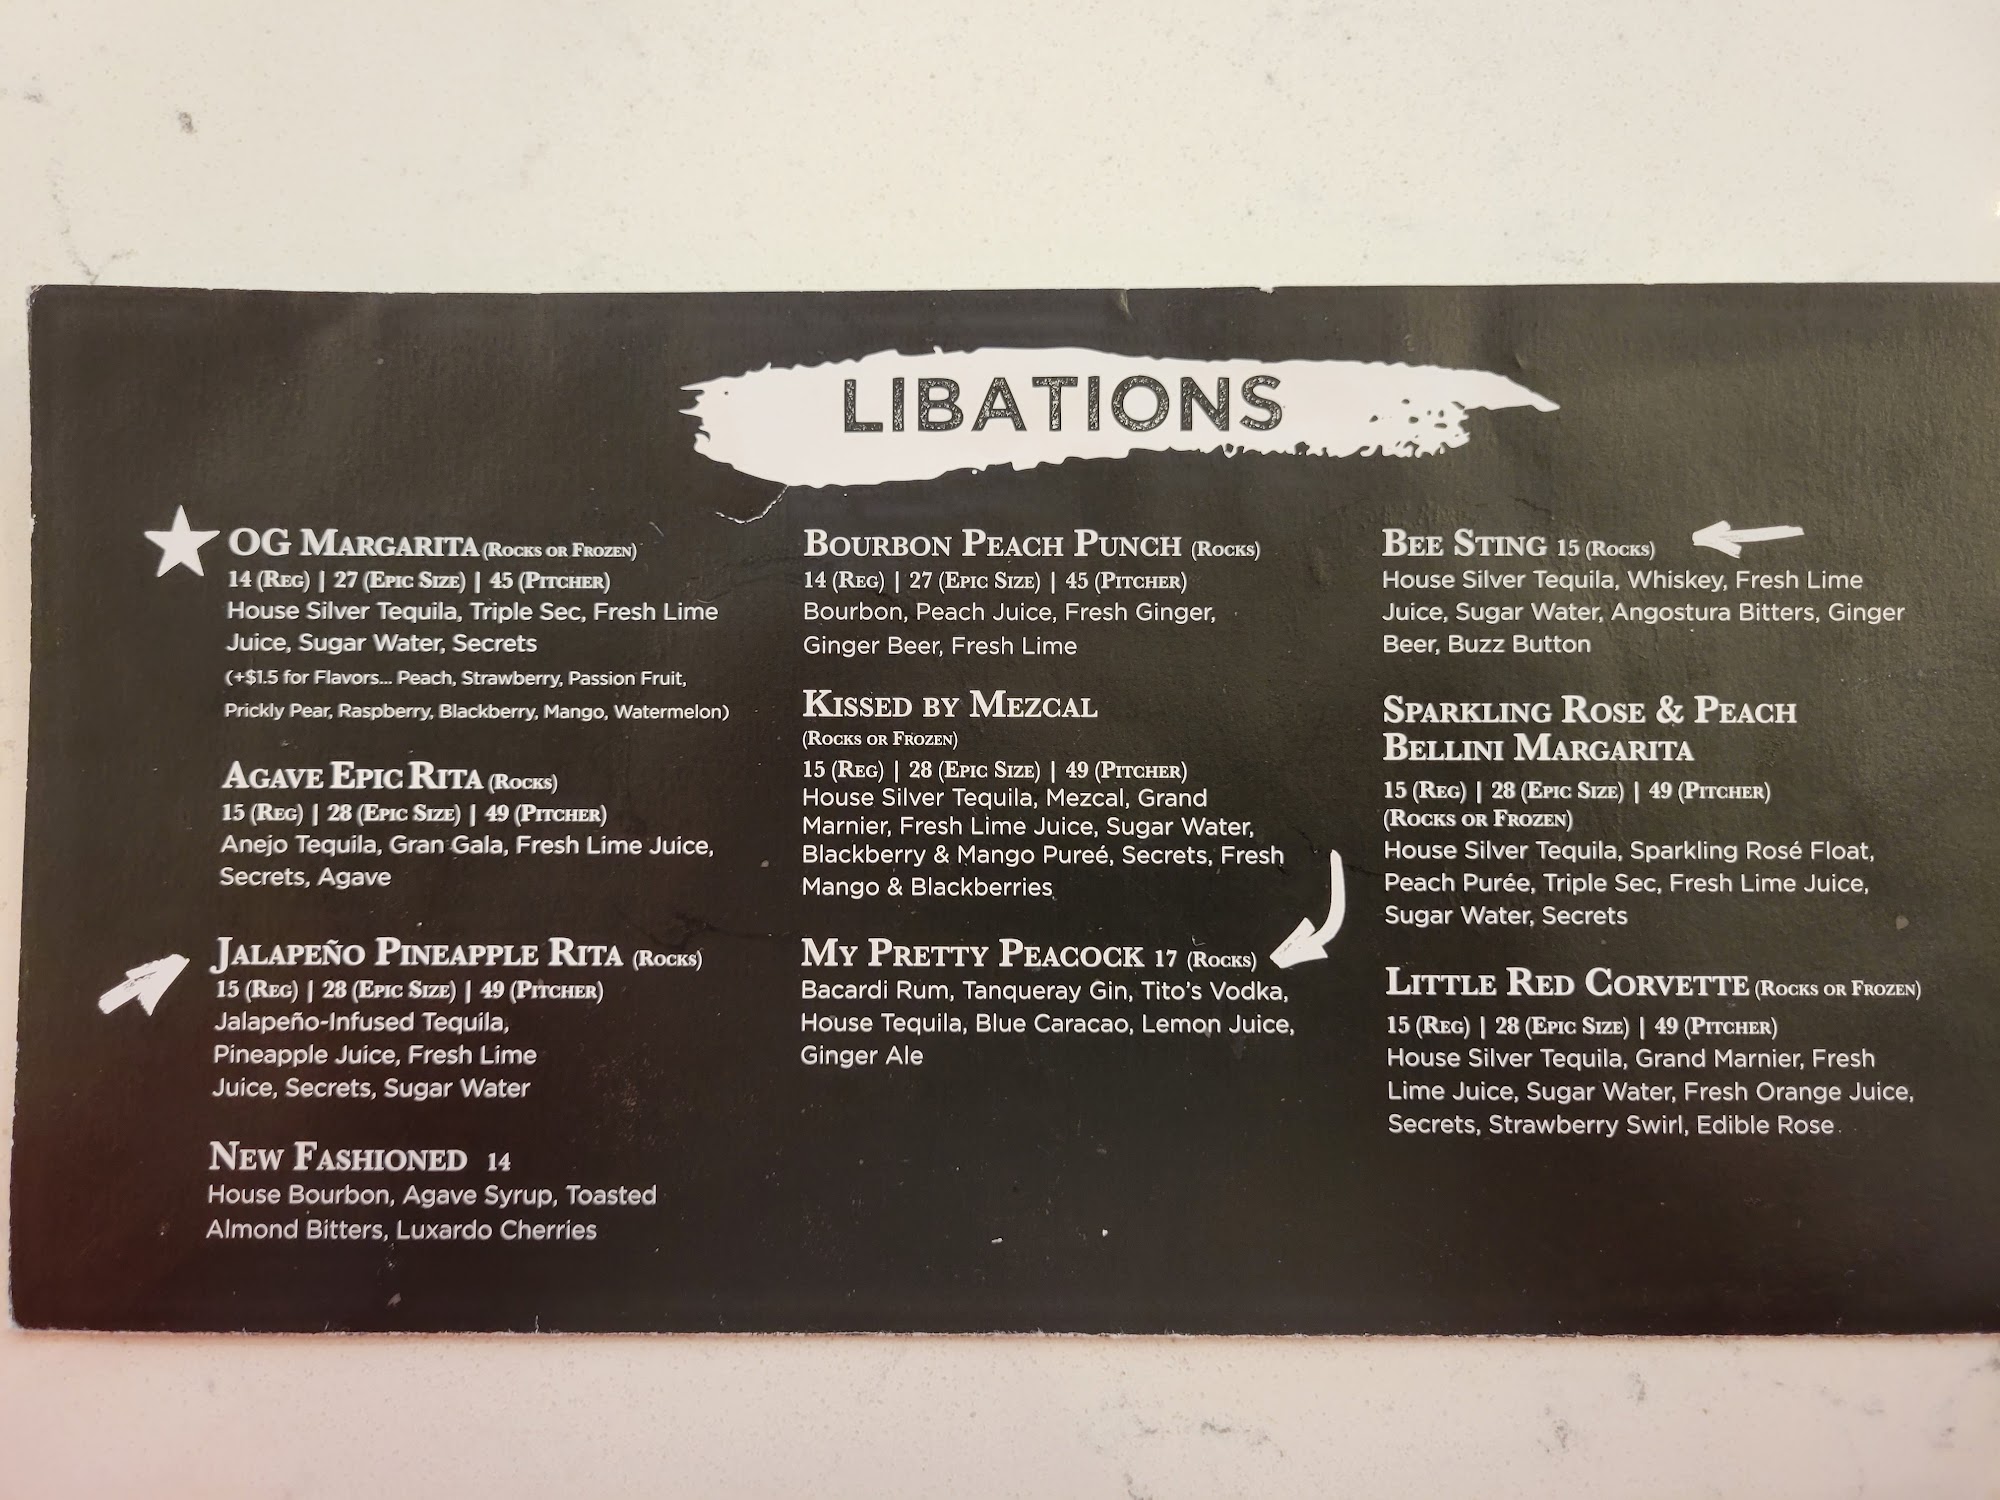 LIBATIONS
OG MARGARITA (ROCKS OR FROZEN)
14 (REG) | 27 (EPIC SIZE) | 45 (PITCHER)
House Silver Tequila, Triple Sec, Fresh Lime
Juice, Sugar Water, Secrets
(+$1.5 for Flavors... Peach, Strawberry, Passion Fruit,
Prickly Pear, Raspberry, Blackberry, Mango, Watermelon)
AGAVE EPIC RITA (ROCKS)
15 (REG) | 28 (EPIC SIZE) | 49 (PITCHER)
Anejo Tequila, Gran Gala, Fresh Lime Juice,
Secrets, Agave
JALAPEÑO PINEAPPLE RITA (ROCKS)
15 (REG) | 28 (EPIC SIZE) | 49 (PITCHER)
Jalapeño-Infused Tequila,
Pineapple Juice, Fresh Lime
Juice, Secrets, Sugar Water
NEW FASHIONED 14
House Bourbon, Agave Syrup, Toasted
Almond Bitters, Luxardo Cherries
BOURBON PEACH PUNCH (ROCKS)
14 (REG) | 27 (EPIC SIZE) | 45 (PITCHER)
Bourbon, Peach Juice, Fresh Ginger,
Ginger Beer, Fresh Lime
KISSED BY MEZCAL
(ROCKS OR FROZEN)
15 (REG) | 28 (EPIC SIZE) | 49 (PITCHER)
House Silver Tequila, Mezcal, Grand
Marnier, Fresh Lime Juice, Sugar Water,
Blackberry & Mango Pureé, Secrets, Fresh
Mango & Blackberries
MY PRETTY PEACOCK 17 (ROCKS)
Bacardi Rum, Tanqueray Gin, Tito's Vodka,
House Tequila, Blue Caracao, Lemon Juice,
Ginger Ale
BEE STING 15 (ROCKS)
House Silver Tequila, Whiskey, Fresh Lime
Juice, Sugar Water, Angostura Bitters, Ginger
Beer, Buzz Button
SPARKLING ROSE & PEACH
BELLINI MARGARITA
15 (REG) | 28 (EPIC SIZE) | 49 (PITCHER)
(ROCKS OR FROZEN)
House Silver Tequila, Sparkling Rosé Float,
Peach Purée, Triple Sec, Fresh Lime Juice,
Sugar Water, Secrets
LITTLE RED CORVETTE (ROCKS OR FROZEN)
15 (REG) | 28 (EPIC SIZE) | 49 (PITCHER)
House Silver Tequila, Grand Marnier, Fresh
Lime Juice, Sugar Water, Fresh Orange Juice,
Secrets, Strawberry Swirl, Edible Rose